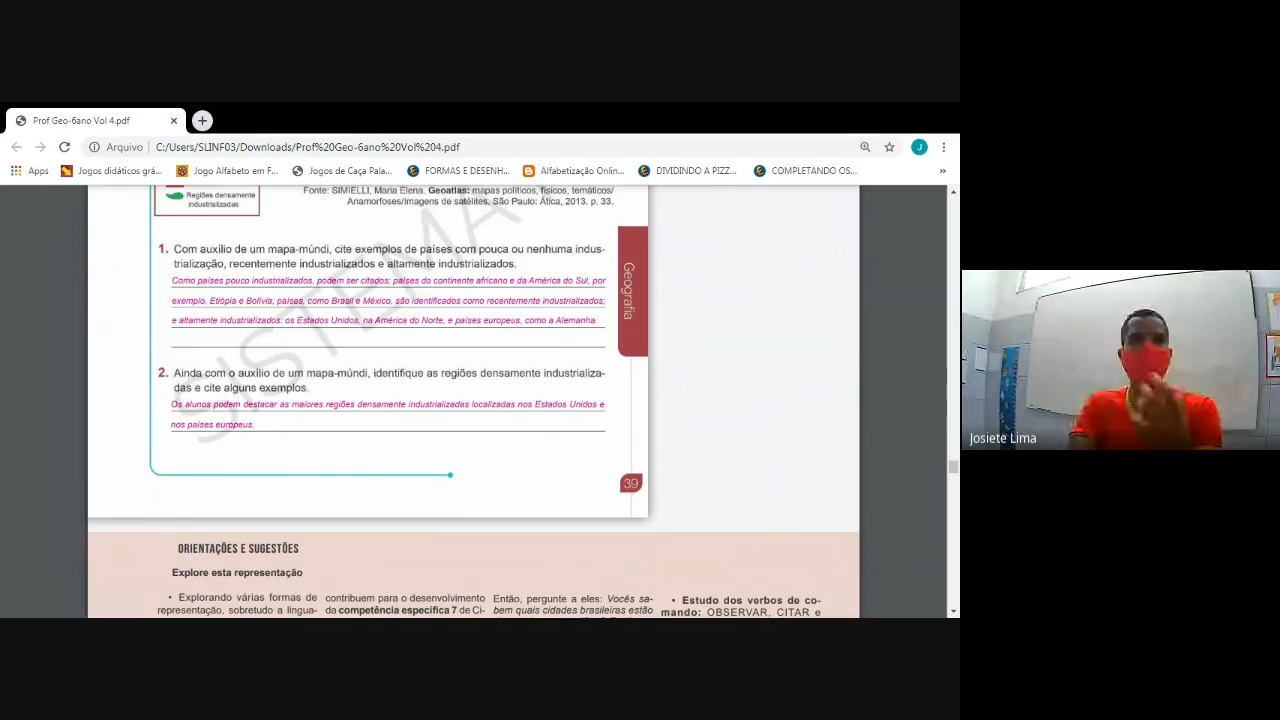 Prof Geo-6ano Vol 4.pdf
Arquivo C:/Users/SLINF03/Downloads/Prof%20Geo-6ano%20Vol%204.pdf J
Apps Jogos didáticos grá... Jogo Alfabeto em F... Jogos de Caça Pala... FORMAS E DESENH... Alfabetização Onlin... DIVIDINDO A PIZZ... COMPLETANDO OS... »
Regiões densamente
industrializadas
Fonte: SIMIELLI, Maria Elena. Geoatlas: mapas políticos, físicos, temáticos/
Anamorfoses/Imagens de satélites. São Paulo: Ática, 2013. p. 33.
SISTEMA
1. Com auxílio de um mapa-múndi, cite exemplos de países com pouca ou nenhuma indus-
trialização, recentemente industrializados e altamente industrializados.
Como países pouco industrializados, podem ser citados: países do continente africano e da América do Sul, por
exemplo, Etiópia e Bolívia; países, como Brasil e México, são identificados como recentemente industrializados;
e altamente industrializados: os Estados Unidos, na América do Norte, e países europeus, como a Alemanha.
2. Ainda com o auxílio de um mapa-múndi, identifique as regiões densamente industrializa-
das e cite alguns exemplos.
Os alunos podem destacar as maiores regiões densamente industrializadas localizadas nos Estados Unidos e
nos países europeus.
Geografia
39
ORIENTAÇÕES E SUGESTÕES
Explore esta representação
• Explorando várias formas de
representação, sobretudo a lingua-
contribuem para o desenvolvimento
da competência específica 7 de Ci-
Então, pergunte a eles: Vocês sa-
bem quais cidades brasileiras estão
• Estudo dos verbos de co-
mando: OBSERVAR, CITAR e
Josiete Lima